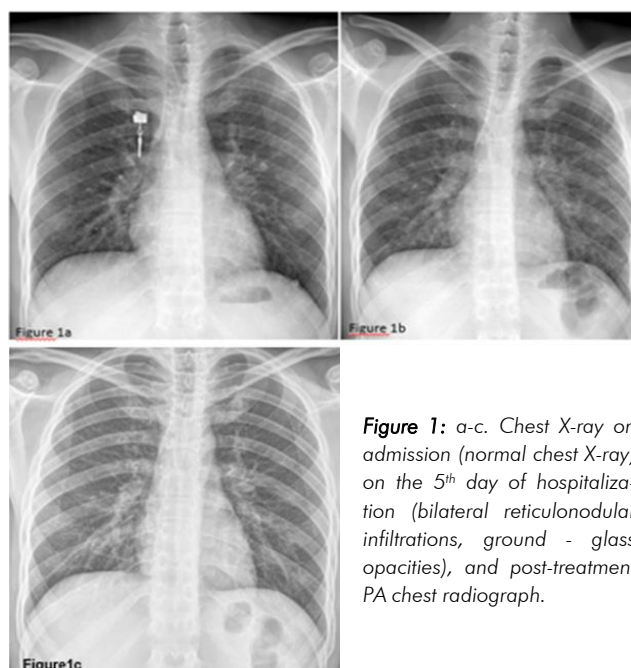 Figure 1a
Figure 1b
Figure 1: a-c. Chest X-ray on
admission (normal chest X-ray)
on the 5th day of hospitaliza-
tion (bilateral reticulonodular
infiltrations, ground - glass
opacities), and post-treatment
PA chest radiograph.
Figure1c